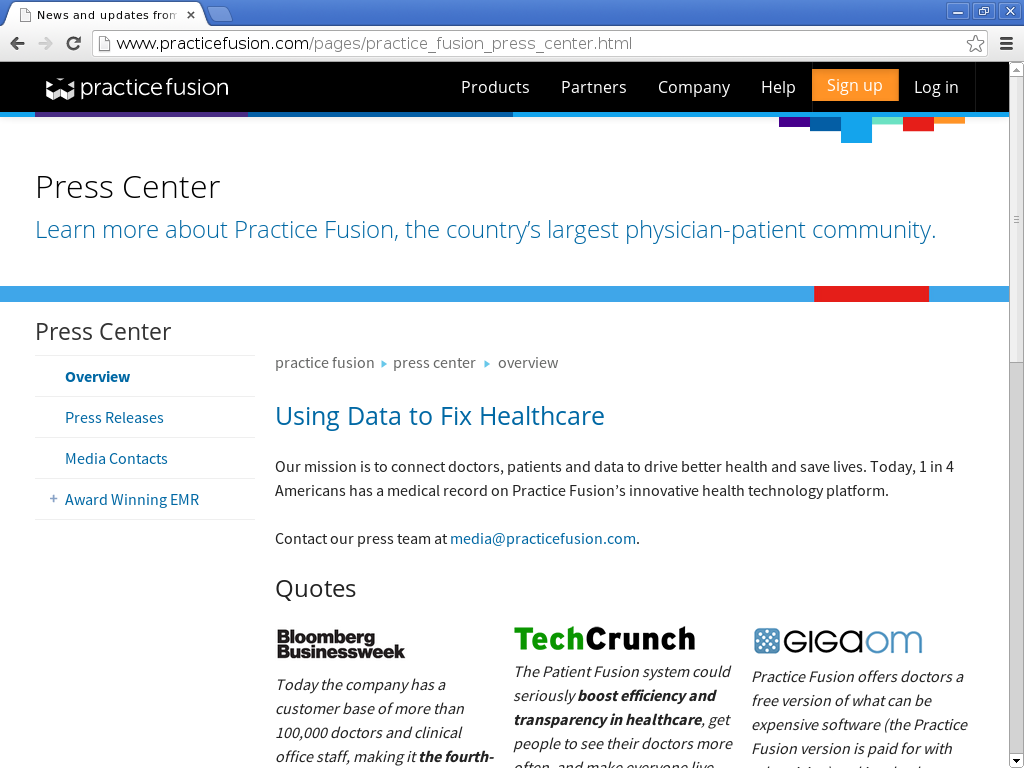 News and updates from
www.practicefusion.com/pages/practice_fusion_press_center.html
practice fusion
Products
Partners
Company
Help
Sign up
Log in
Press Center
Learn more about Practice Fusion, the country's largest physician-patient community.
Press Center
Overview
Press Releases
Media Contacts
+ Award Winning EMR
practice fusion
press center
overview
Using Data to Fix Healthcare
Our mission is to connect doctors, patients and data to drive better health and save lives. Today, 1 in 4
Americans has a medical record on Practice Fusion's innovative health technology platform.
Contact our press team at media@practicefusion.com.
Quotes
Bloomberg
Businessweek
Today the company has a
customer base of more than
100,000 doctors and clinical
office staff, making it the fourth-
TechCrunch
The Patient Fusion system could
seriously boost efficiency and
transparency in healthcare, get
people to see their doctors more
often, and make everyone live
GIGAOM
Practice Fusion offers doctors a
free version of what can be
expensive software (the Practice
Fusion version is paid for with